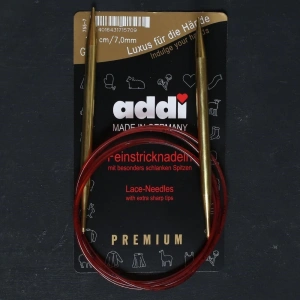 4016431715709
cm/7,0mm
Luxus für die Hände
Indulge your
addi
MADE IN GERMANY
Feinstricknadeln
mit besonders schlanken Spitzen
Lace-Needles
with extra sharp tips
PREMIUM